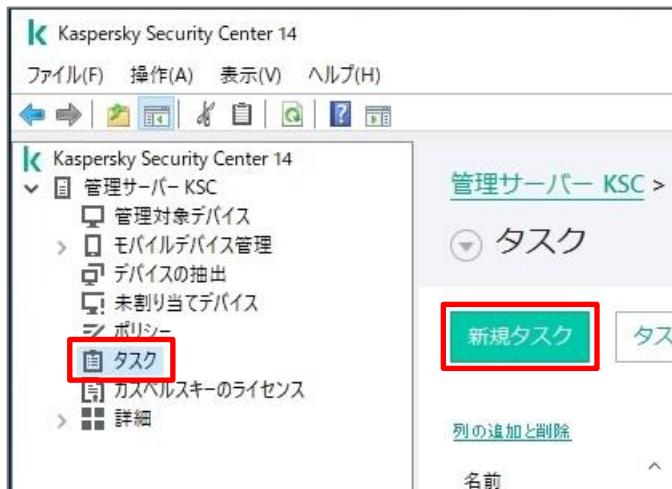 Kaspersky Security Center 14
ファイル(F) 操作(A) 表示(V) ヘルプ(H)
Kaspersky Security Center 14
管理サーバー KSC
管理対象デバイス
モバイルデバイス管理
デバイスの抽出
未割り当てデバイス
ポリシー
タスク
カスペルスキーのライセンス
詳細
管理サーバー KSC >
タスク
新規タスク タス
列の追加と削除
名前